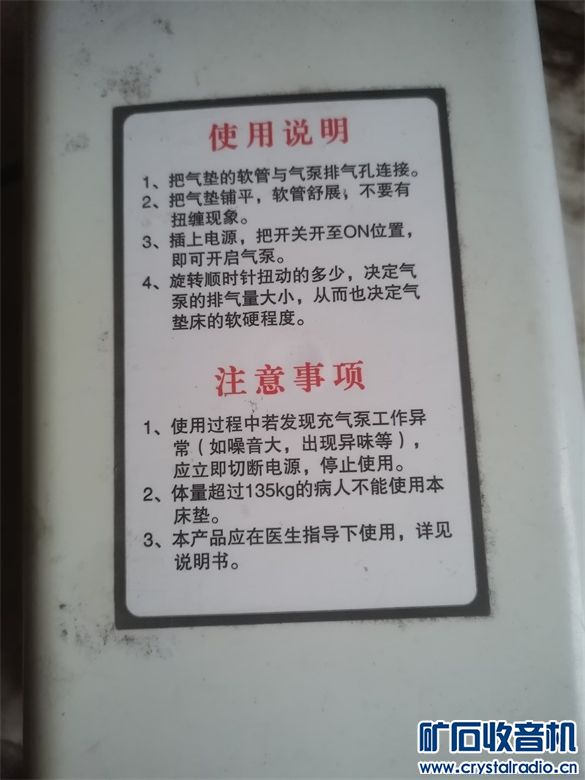 使用说明
1、把气垫的软管与气泵排气孔连接。
2、把气垫铺平，软管舒展，不要有
扭缠现象。
3、插上电源，把开关开至ON位置，
即可开启气泵。
4、旋转顺时针扭动的多少，决定气
泵的排气量大小，从而也决定气
垫床的软硬程度。
注意事项
1、使用过程中若发现充气泵工作异
常（如噪音大，出现异味等），
应立即切断电源，停止使用。
2、体量超过135kg的病人不能使用本
床垫。
3、本产品应在医生指导下使用，详见
说明书。
矿石收音机
www.crystalradio.cn